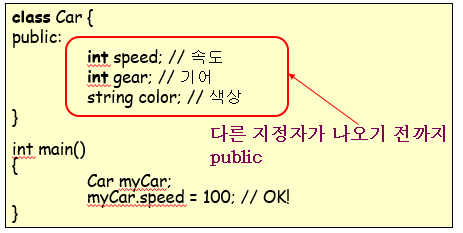 class Car {
public:
int speed; // 속도
int gear; // 기어
string color; // 색상
}
다른 지정자가 나오기 전까지
public
int main()
{
Car myCar;
myCar.speed = 100; // OK!
}